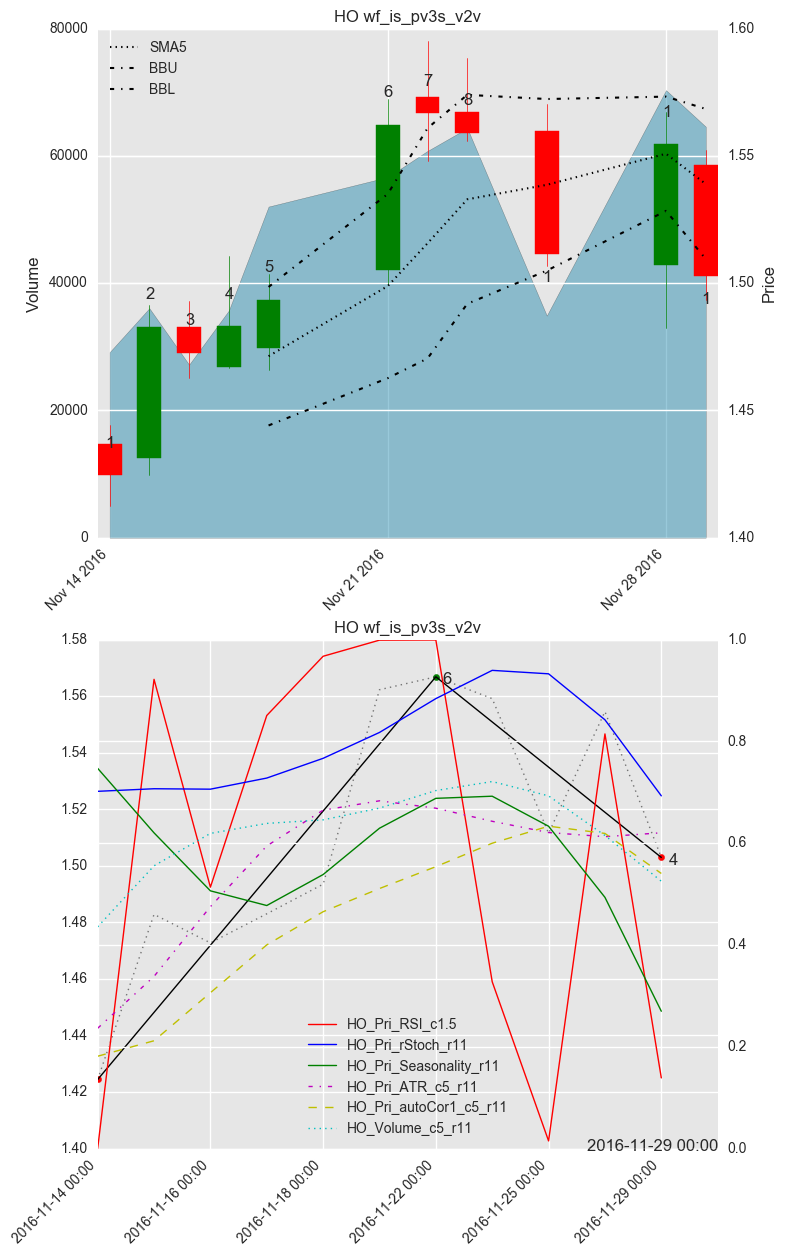 HO wf_is_pv3s_v2v
80000
1.60
SMA5
BBU
BBL
6
7
8
1
60000
1.55
Volume
Price
5
2
4
3
1
40000
1.50
1
1
20000
1.45
0
1.40
Nov 14 2016
Nov 21 2016
Nov 28 2016
HO wf_is_pv3s_v2v
1.58
1.0
6
1.56
1.54
0.8
1.52
1.50
0.6
4
1.48
1.46
0.4
1.44
HO_Pri_RSI_c1.5
HO_Pri_rStoch_r11
0.2
HO_Pri_Seasonality_r11
1.42
HO_Pri_ATR_c5_r11
HO_Pri_autoCor1_c5_r11
HO_Volume_c5_r11
1.40
2016-11-29 00:00
0.0
2016-11-14 00:00
2016-11-16 00:00
2016-11-18 00:00
2016-11-22 00:00
2016-11-25 00:00
2016-11-29 00:00